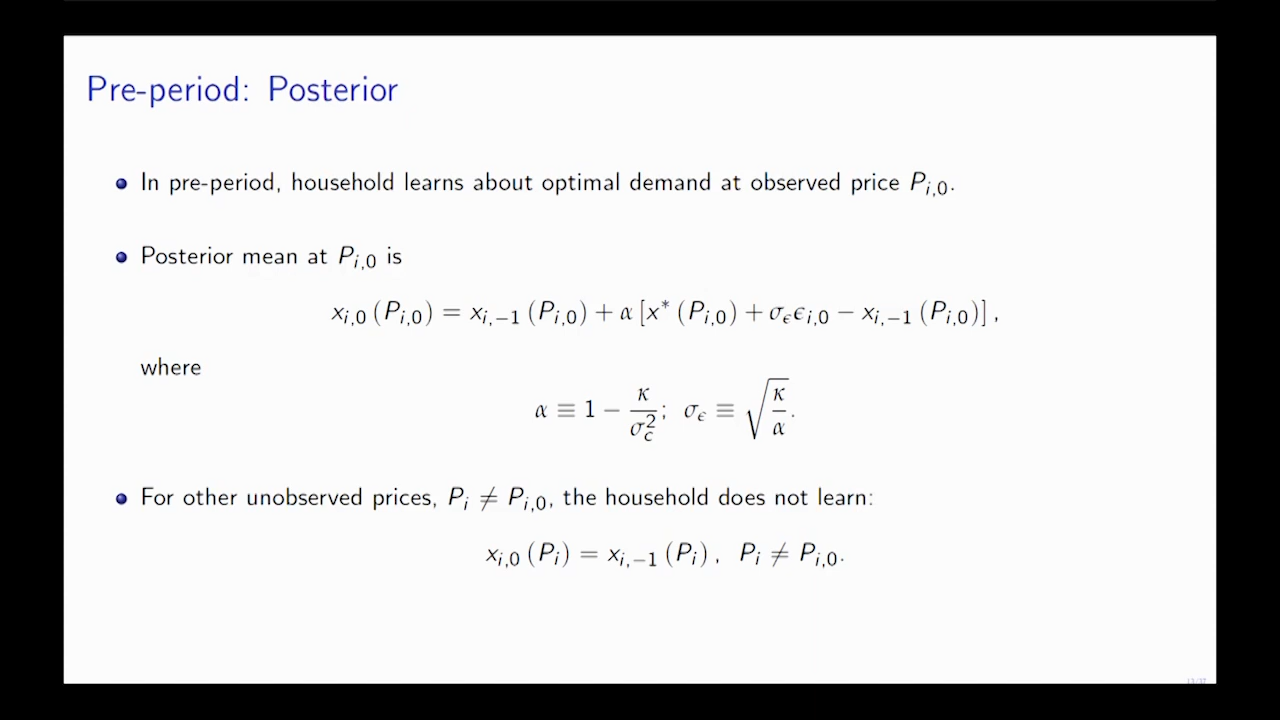 Pre-period: Posterior
In pre-period, household learns about optimal demand at observed price P_{i,0}.
Posterior mean at P_{i,0} is
x_{i,0} (P_{i,0}) = x_{i,−1} (P_{i,0}) + α [x* (P_{i,0}) + σ_ϵ ϵ_{i,0} − x_{i,−1} (P_{i,0})] ,
where
α ≡ 1 − κ/σ_c^2 ; σ_ϵ ≡ √(κ/α) .
For other unobserved prices, P_i ≠ P_{i,0}, the household does not learn:
x_{i,0} (P_i) = x_{i,−1} (P_i) , P_i ≠ P_{i,0}.